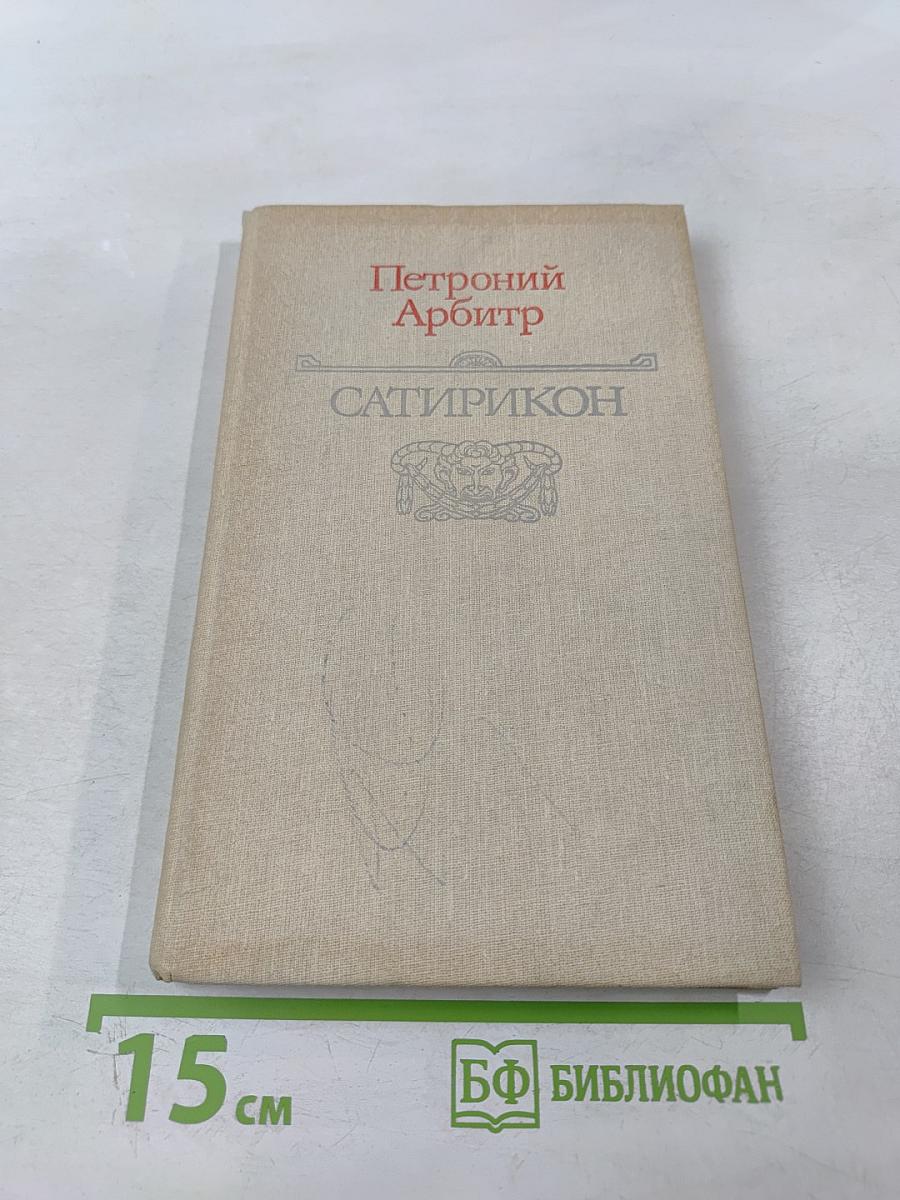 Петроний
Арбитр
САТИРИКОН
15 см
БФ БИБЛИОФАН